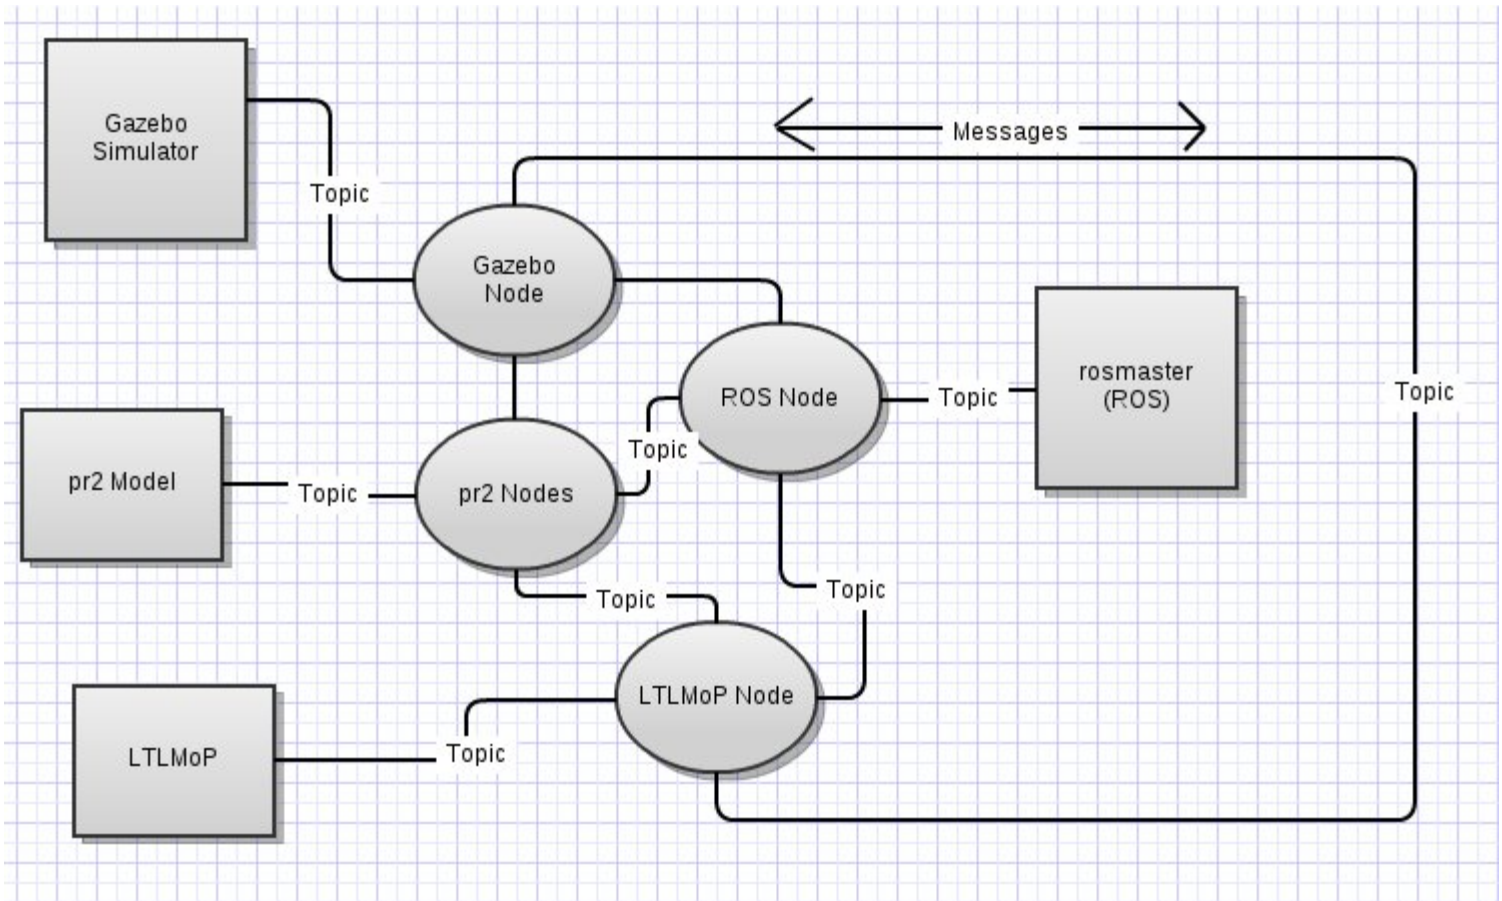 Gazebo
Simulator
Messages
Topic
Gazebo
Node
rosmaster
(ROS)
Topic
ROS Node
Topic
Topic
pr2 Model
Topic
pr2 Nodes
Topic
Topic
LTLMoP Node
LTLMoP
Topic